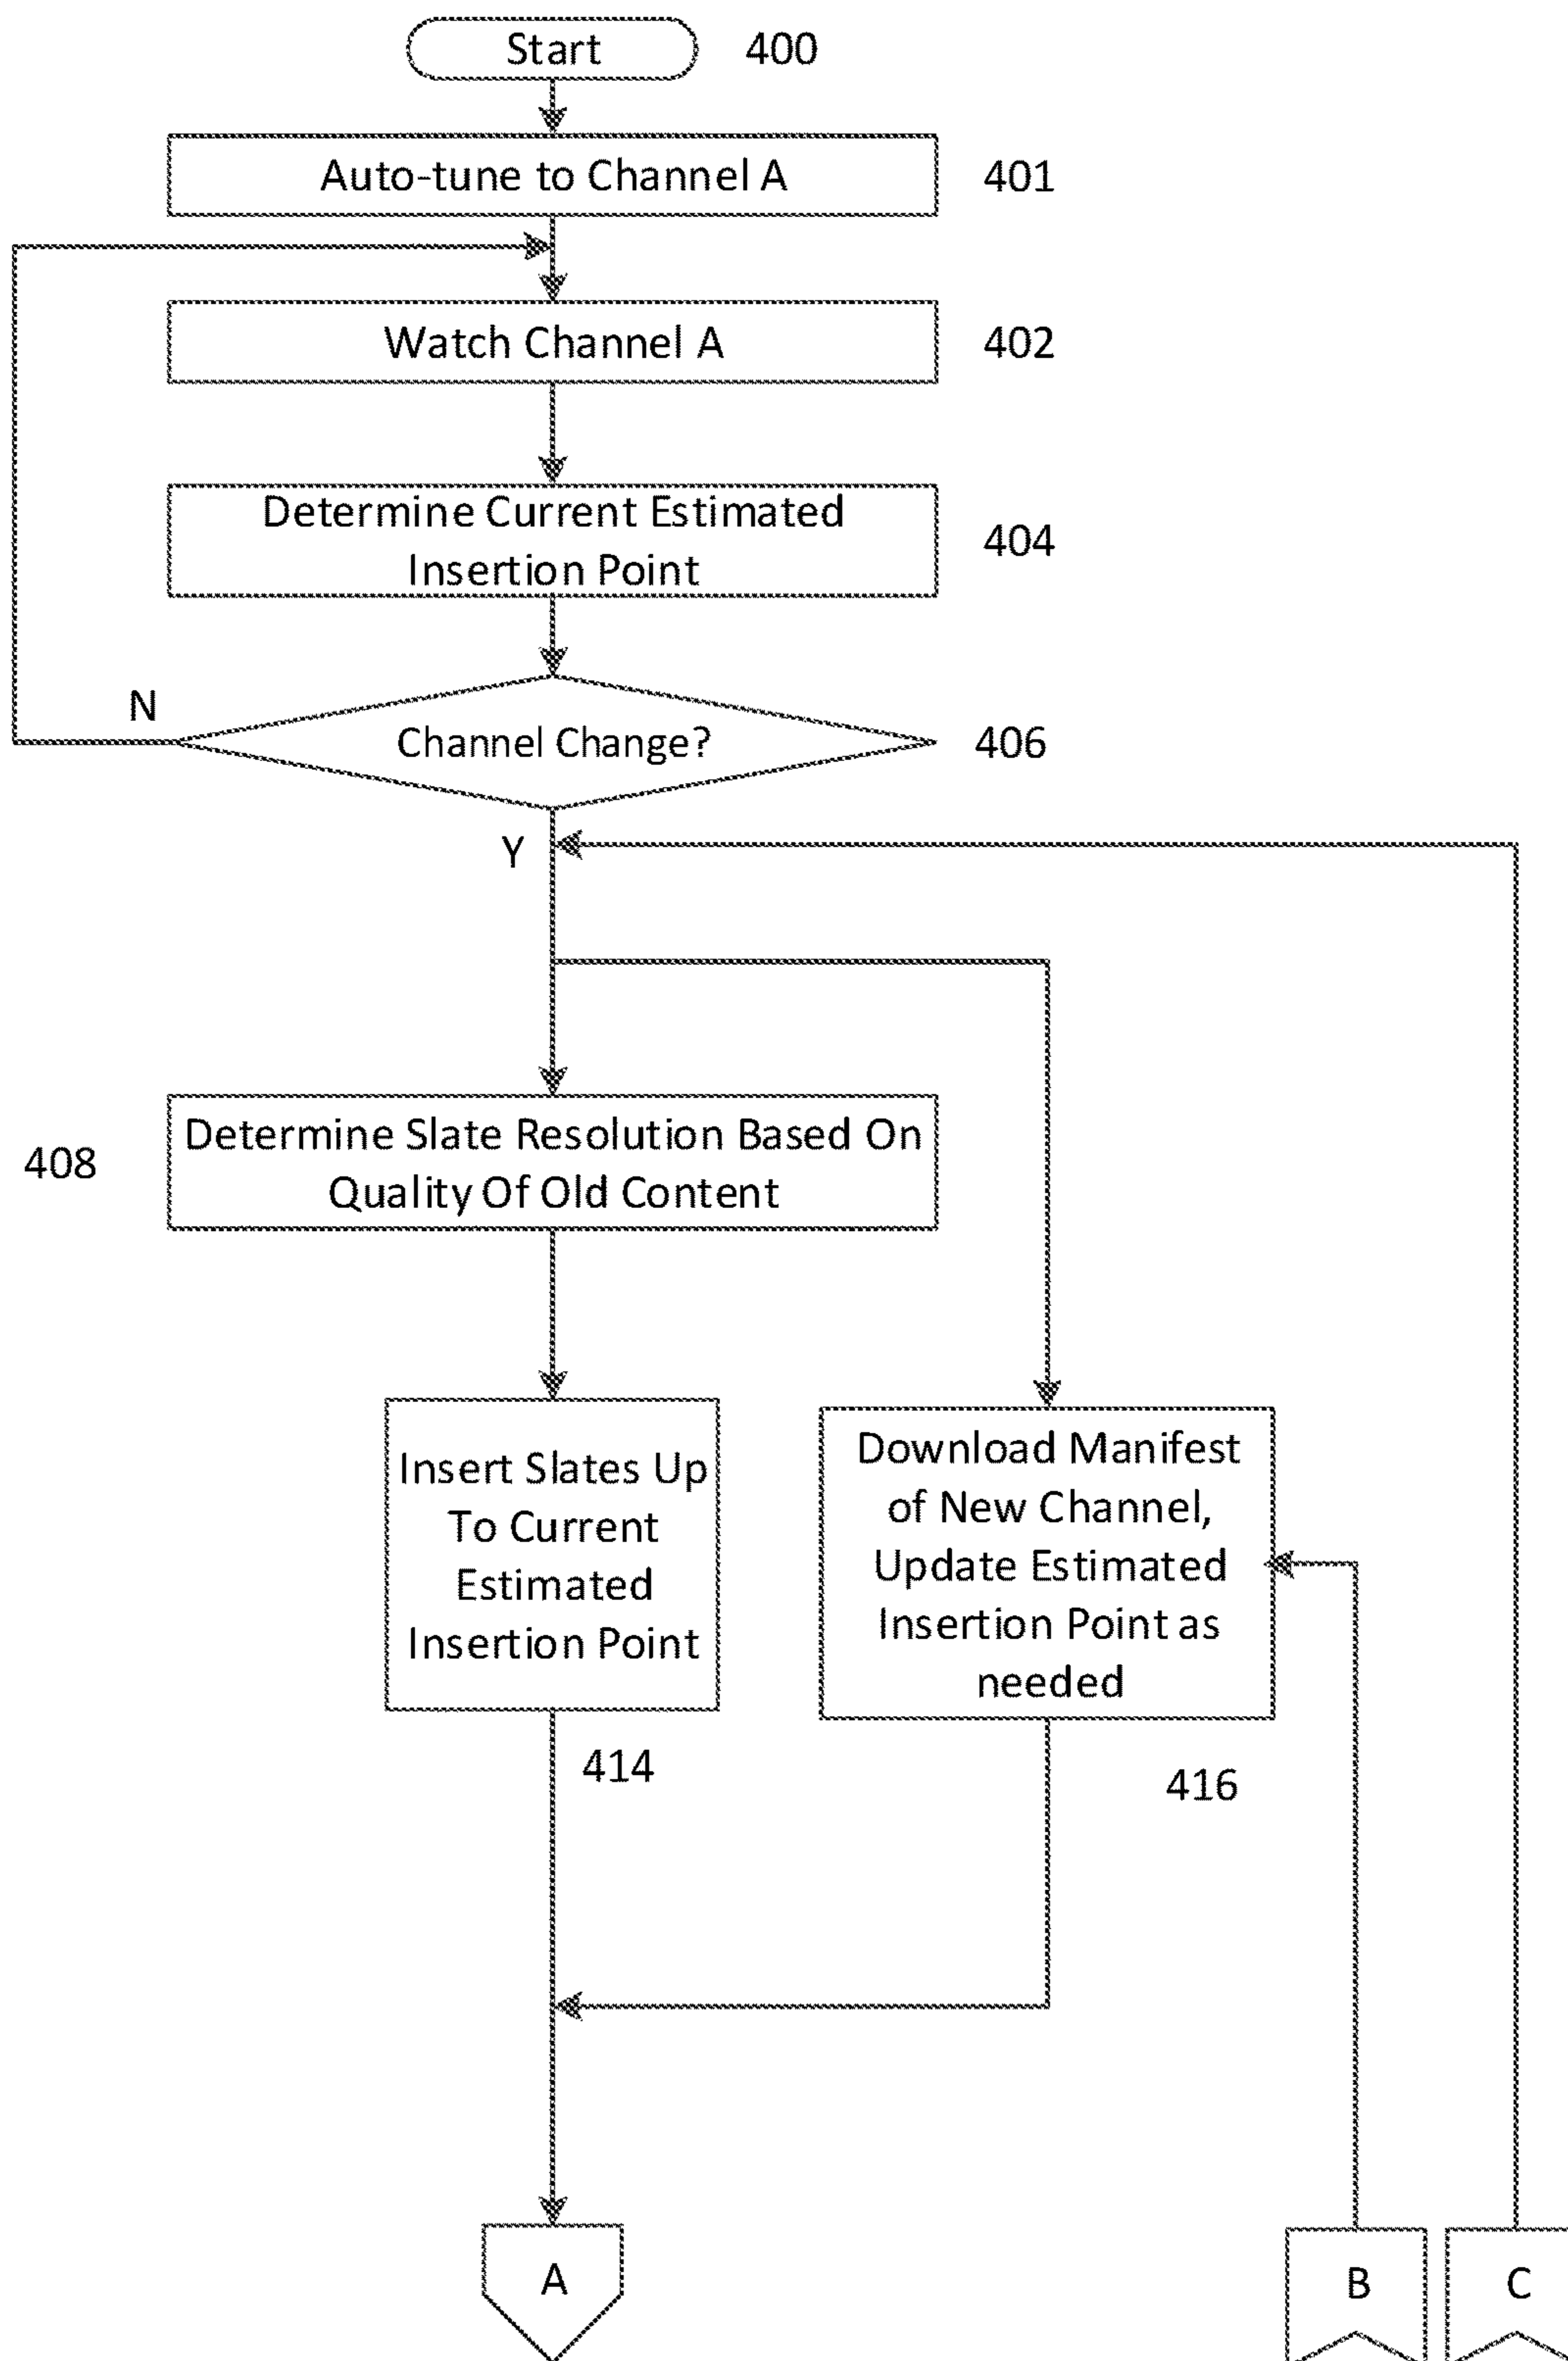 Start
400
Auto-tune to Channel A
401
Watch Channel A
402
Determine Current Estimated
Insertion Point
404
N
Channel Change?
406
Y
408
Determine Slate Resolution Based On
Quality Of Old Content
Insert Slates Up
To Current
Estimated
Insertion Point
414
Download Manifest
of New Channel,
Update Estimated
Insertion Point as
needed
416
A
B
C